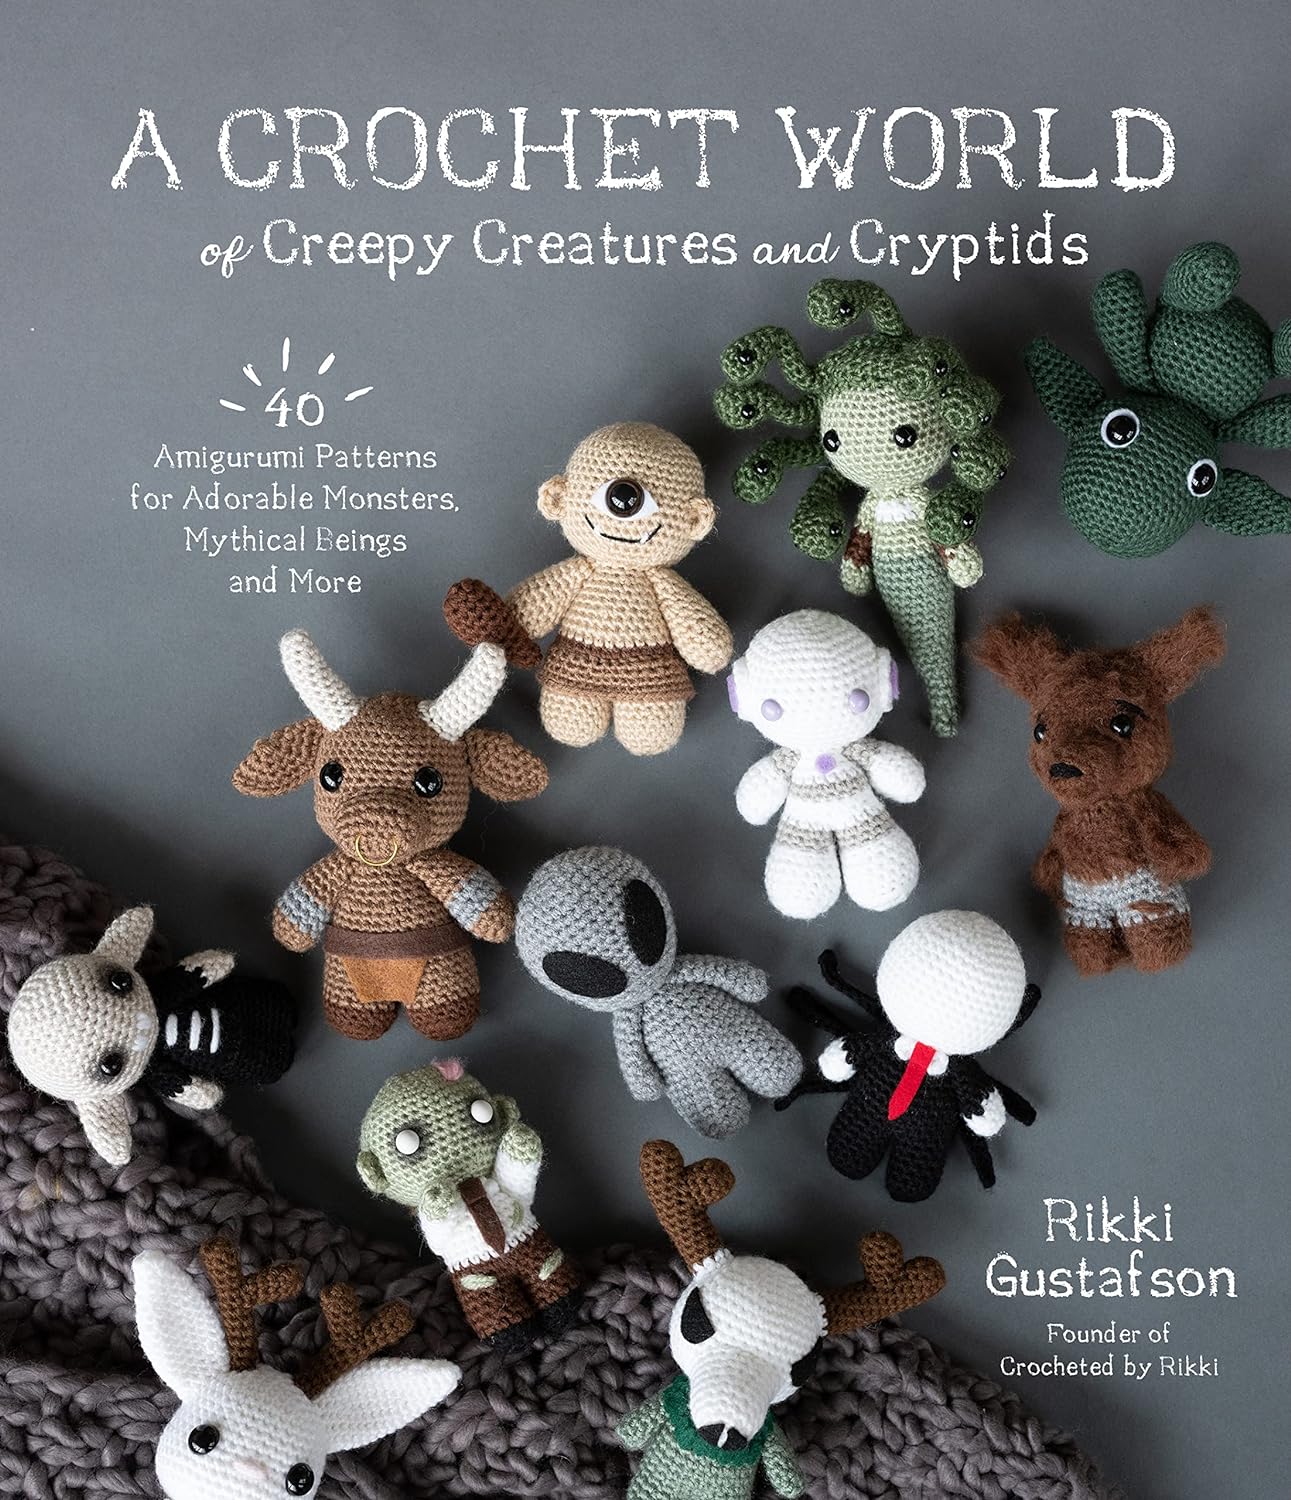 A CROCHET WORLD
of Creepy Creatures and Cryptids
40
Amigurumi Patterns
for Adorable Monsters,
Mythical Beings
and More
Rikki
Gustafson
Founder of
Crocheted by Rikki